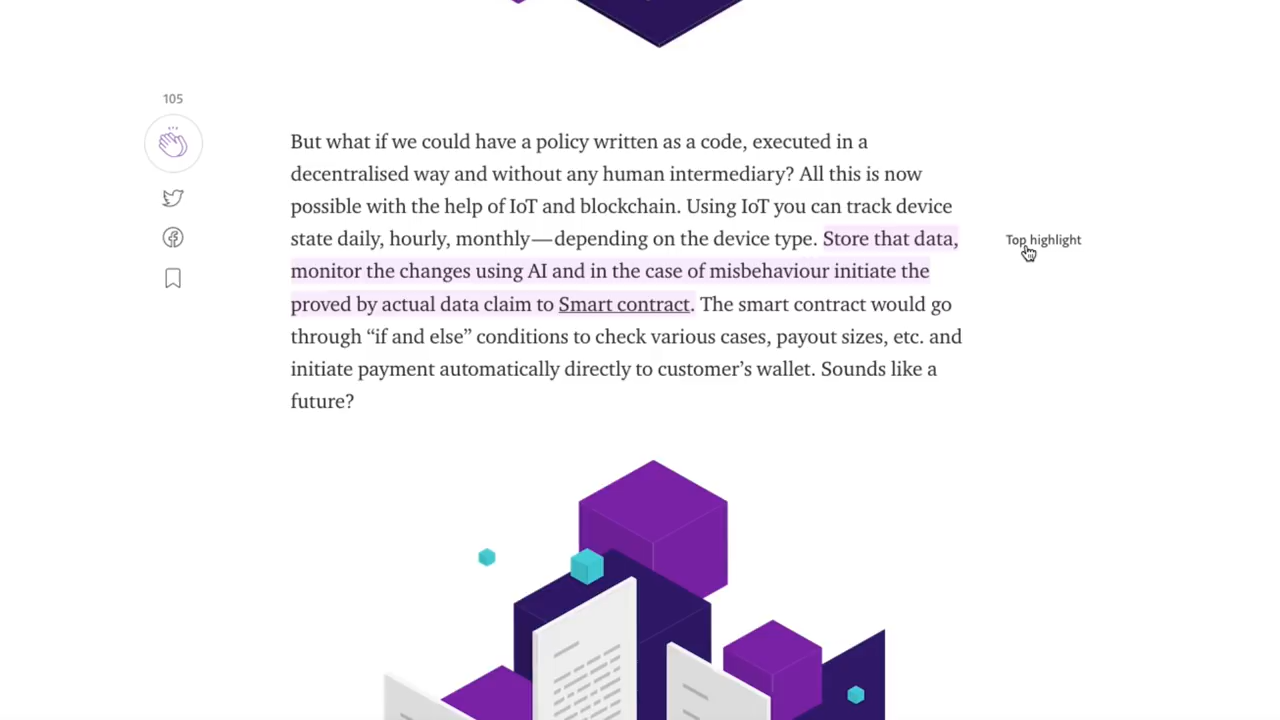 105
But what if we could have a policy written as a code, executed in a
decentralised way and without any human intermediary? All this is now
possible with the help of IoT and blockchain. Using IoT you can track device
state daily, hourly, monthly—depending on the device type. Store that data,
monitor the changes using AI and in the case of misbehaviour initiate the
proved by actual data claim to Smart contract. The smart contract would go
through “if and else” conditions to check various cases, payout sizes, etc. and
initiate payment automatically directly to customer’s wallet. Sounds like a
future?
Top highlight